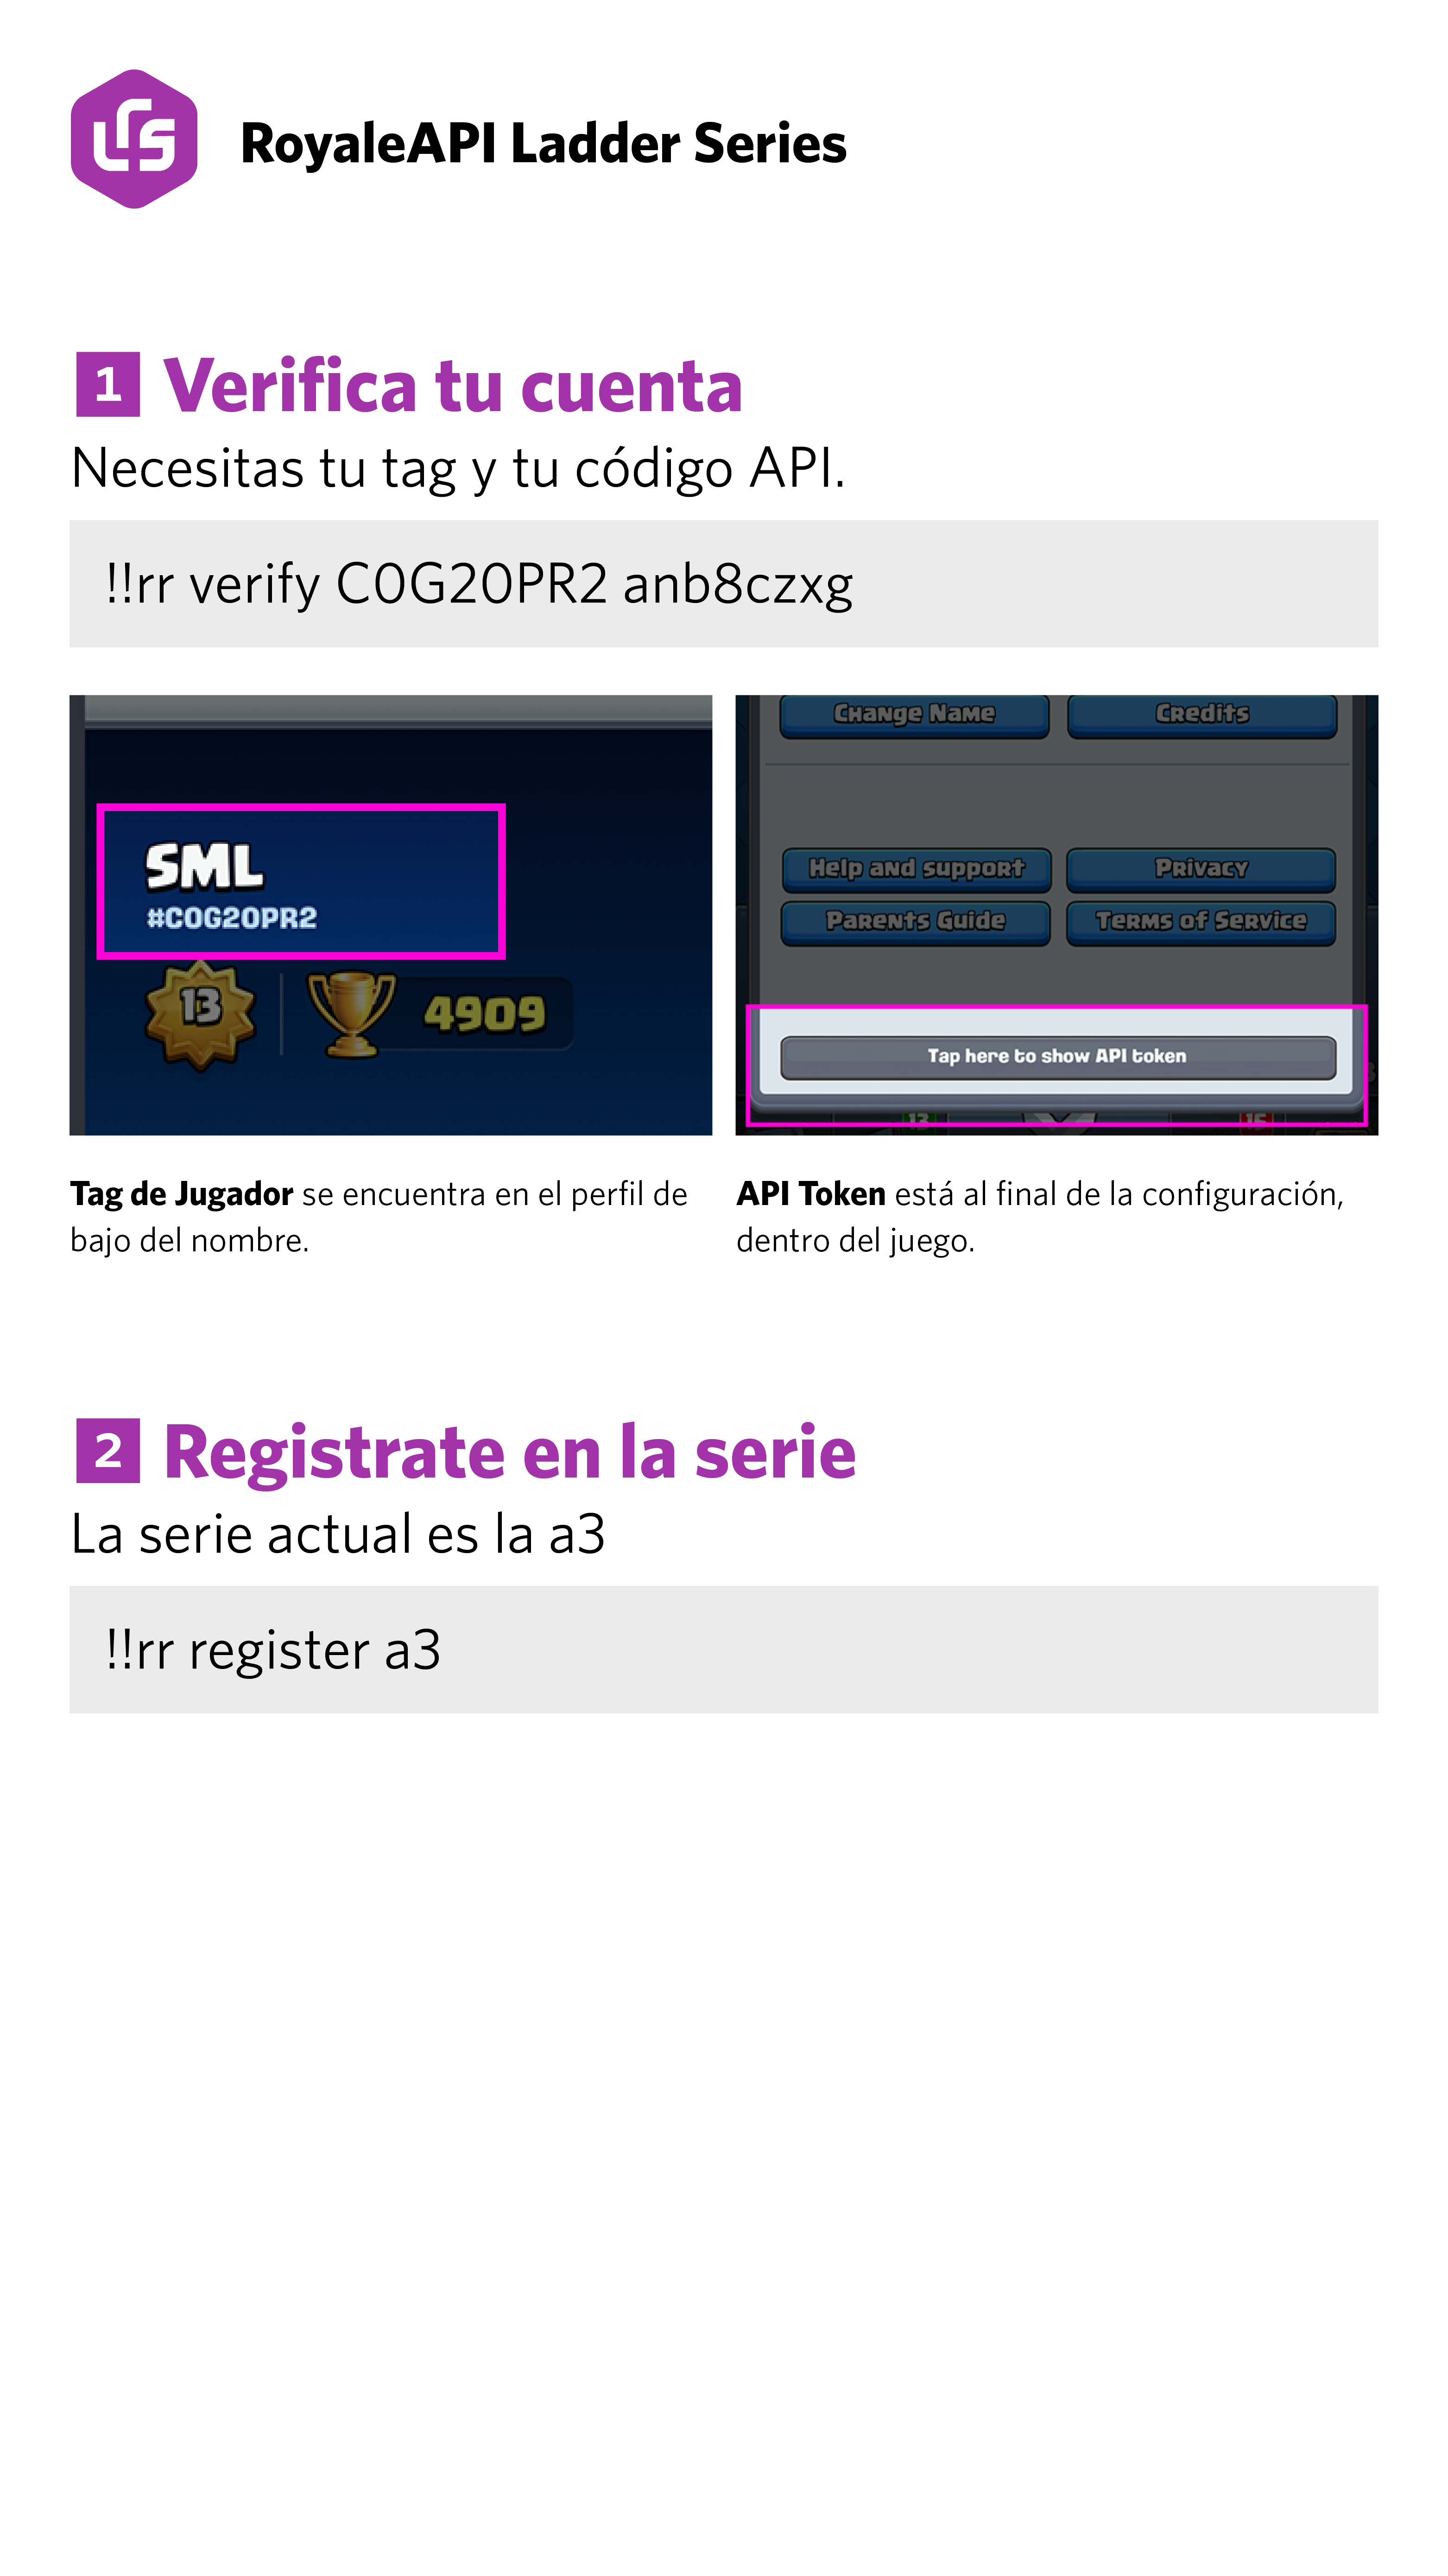 RoyaleAPI Ladder Series
1 Verifica tu cuenta
Necesitas tu tag y tu código API.
!!rr verify C0G20PR2 anb8czxg
SML
#C0G20PR2
13
4909
Change Name
Credits
Help and support
Privacy
Parents Guide
Terms of Service
Tap here to show API token
13
15
Tag de Jugador se encuentra en el perfil de
bajo del nombre.
API Token está al final de la configuración,
dentro del juego.
2 Registrate en la serie
La serie actual es la a3
!!rr register a3